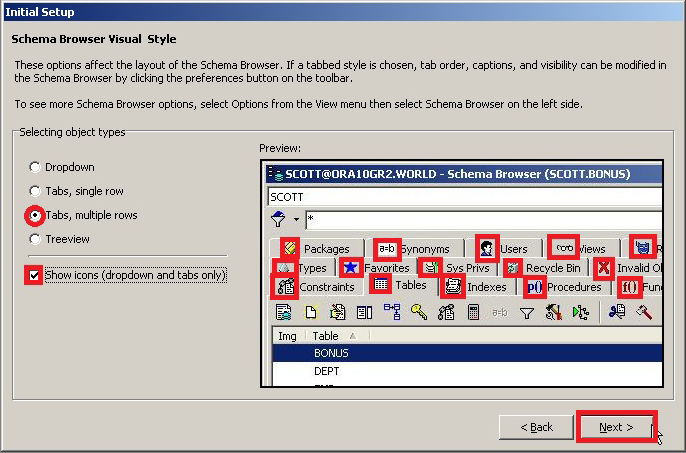 Initial Setup
Schema Browser Visual Style
These options affect the layout of the Schema Browser. If a tabbed style is chosen, tab order, captions, and visibility can be modified in
the Schema Browser by clicking the preferences button on the toolbar.
To see more Schema Browser options, select Options from the View menu then select Schema Browser on the left side.
Selecting object types
Preview:
Dropdown
Tabs, single row
Tabs, multiple rows
Treeview
Show icons (dropdown and tabs only)
SCOTT@ORA10GR2.WORLD - Schema Browser (SCOTT.BONUS)
SCOTT
*
Packages a=b Synonyms Users Views
Types Favorites Sys Privs Recycle Bin Invalid Ob
Constraints Tables Indexes p() Procedures f() Func
a=b
Img Table
BONUS
DEPT
< Back Next >